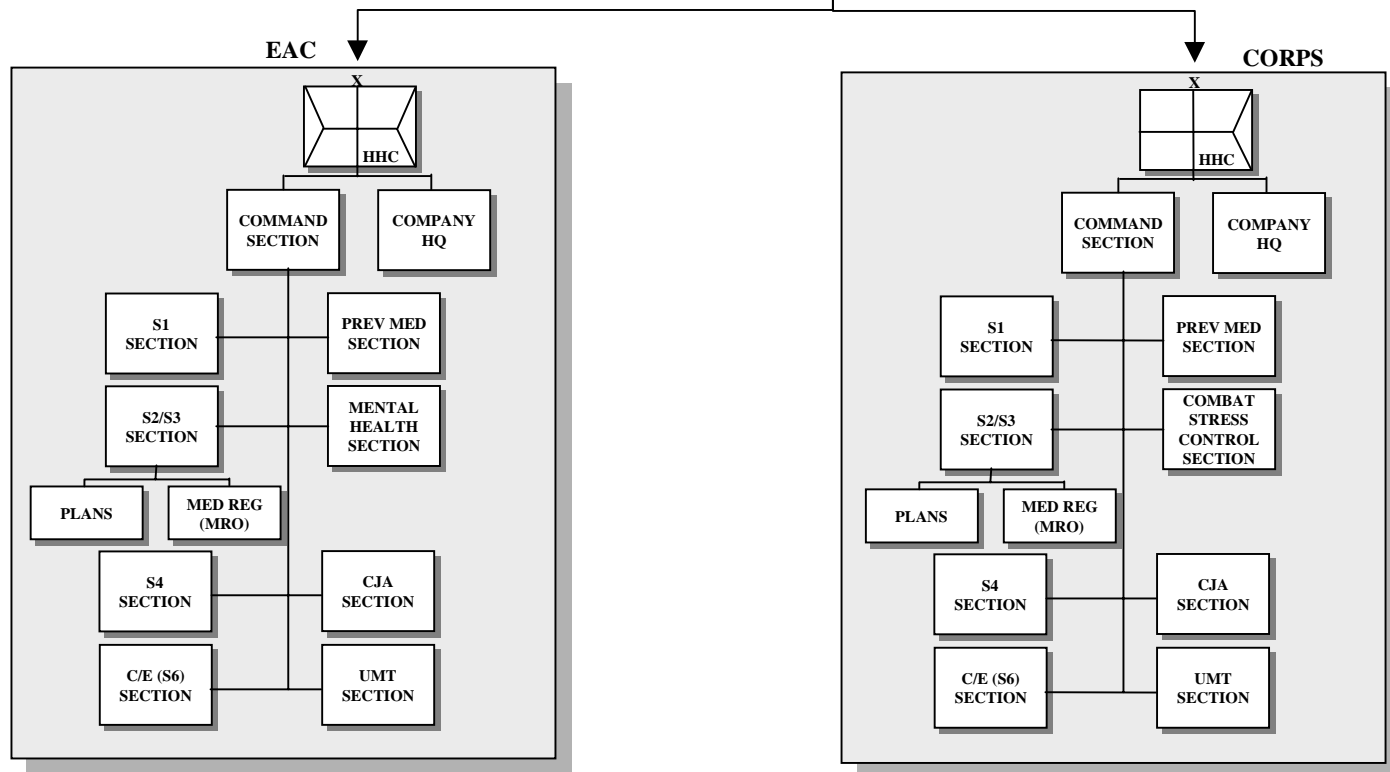 EAC
X
HHC
COMMAND
SECTION
COMPANY
HQ
S1
SECTION
PREV MED
SECTION
S2/S3
SECTION
MENTAL
HEALTH
SECTION
PLANS
MED REG
(MRO)
S4
SECTION
CJA
SECTION
C/E (S6)
SECTION
UMT
SECTION
CORPS
X
HHC
COMMAND
SECTION
COMPANY
HQ
S1
SECTION
PREV MED
SECTION
S2/S3
SECTION
COMBAT
STRESS
CONTROL
SECTION
PLANS
MED REG
(MRO)
S4
SECTION
CJA
SECTION
C/E (S6)
SECTION
UMT
SECTION